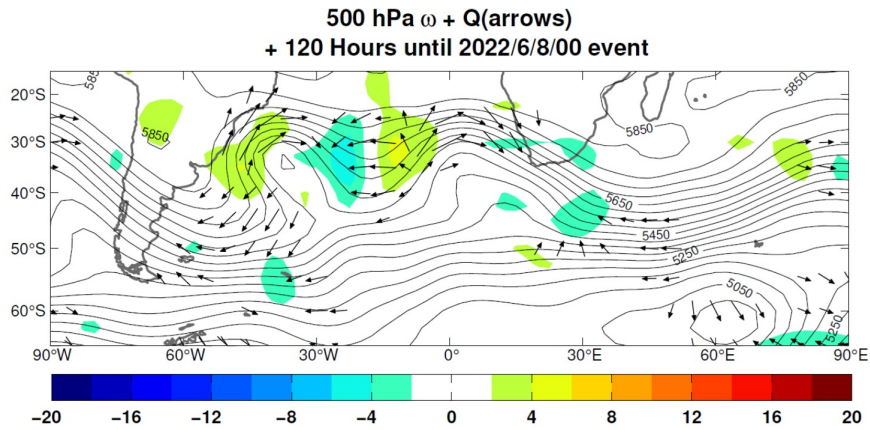 500 hPa ω + Q(arrows)
+ 120 Hours until 2022/6/8/00 event
20°S
30°S
40°S
50°S
60°S
585
5850
5850
5850
5650
5450
5250
5050
5250
90°W
60°W
30°W
0°
30°E
60°E
90°E
−20
−16
−12
−8
−4
0
4
8
12
16
20